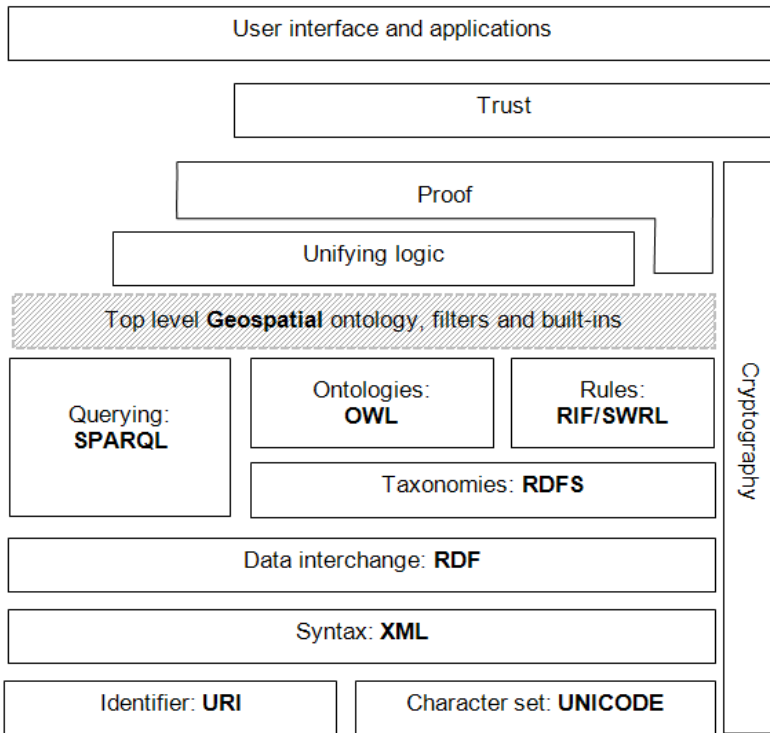 User interface and applications
Trust
Proof
Unifying logic
Top level Geospatial ontology, filters and built-ins
Querying:
SPARQL
Ontologies:
OWL
Rules:
RIF/SWRL
Taxonomies: RDFS
Data interchange: RDF
Syntax: XML
Identifier: URI
Character set: UNICODE
Cryptography